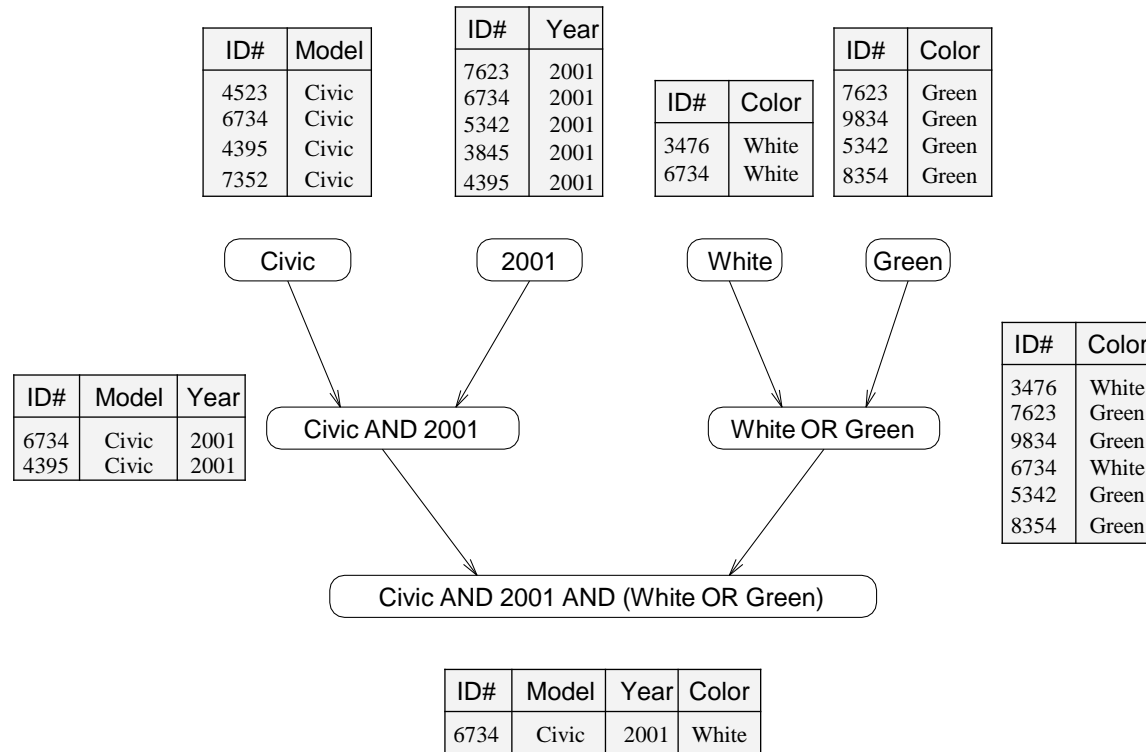 ID# Model
4523 Civic
6734 Civic
4395 Civic
7352 Civic
ID# Year
7623 2001
6734 2001
5342 2001
3845 2001
4395 2001
ID# Color
3476 White
6734 White
ID# Color
7623 Green
9834 Green
5342 Green
8354 Green
Civic
2001
White
Green
ID# Model Year
6734 Civic 2001
4395 Civic 2001
Civic AND 2001
White OR Green
ID# Color
3476 White
7623 Green
9834 Green
6734 White
5342 Green
8354 Green
Civic AND 2001 AND (White OR Green)
ID# Model Year Color
6734 Civic 2001 White